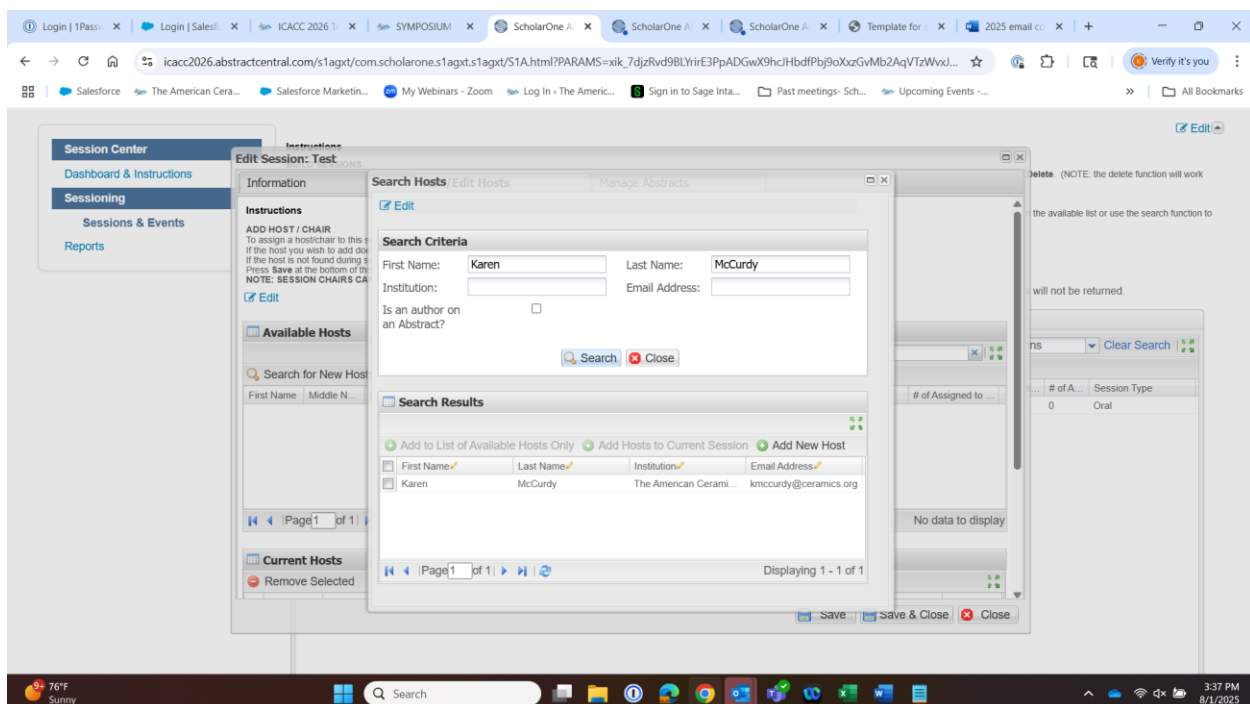 Login | 1Passw
Login | Salesfo
ICACC 2026 T
SYMPOSIUM
ScholarOne A
ScholarOne A
ScholarOne A
Template for
2025 email co
icacc2026.abstractcentral.com/s1agxt/com.scholarone.s1agxt.s1agxt/S1A.html?PARAMS=xik_7djzRvd9BLYrirE3PpADGwX9hcJHbdfPbj9oXxzGvMb2AqVTzWvxJ...
Verify it's you
Salesforce
The American Cera...
Salesforce Marketin...
My Webinars - Zoom
Log In ‹ The Americ...
Sign in to Sage Inta...
Past meetings- Sch...
Upcoming Events -...
All Bookmarks
Edit
Session Center
Dashboard & Instructions
Sessioning
Sessions & Events
Reports
Instructions
Edit Session: Test
Delete. (NOTE: the delete function will work
the available list or use the search function to
will not be returned.
Information
Search Hosts
/Edit Hosts
Manage Abstracts
Edit
Instructions
ADD HOST / CHAIR
To assign a host/chair to this s
If the host you wish to add do
If the host is not found during s
Press Save at the bottom of th
NOTE: SESSION CHAIRS CA
Edit
Search Criteria
First Name: Karen
Last Name: McCurdy
Institution:
Email Address:
Is an author on
an Abstract?
Search
Close
Available Hosts
Search for New Host
First Name
Middle N...
# of Assigned to ...
ns
Clear Search
# of A...
Session Type
0
Oral
Search Results
Add to List of Available Hosts Only
Add Hosts to Current Session
Add New Host
First Name
Last Name
Institution
Email Address
Karen
McCurdy
The American Cerami...
kmccurdy@ceramics.org
Page 1 of 1
No data to display
Current Hosts
Remove Selected
Page 1 of 1
Displaying 1 - 1 of 1
Save
Save & Close
Close
9+
76°F
Sunny
Search
3:37 PM
8/1/2025